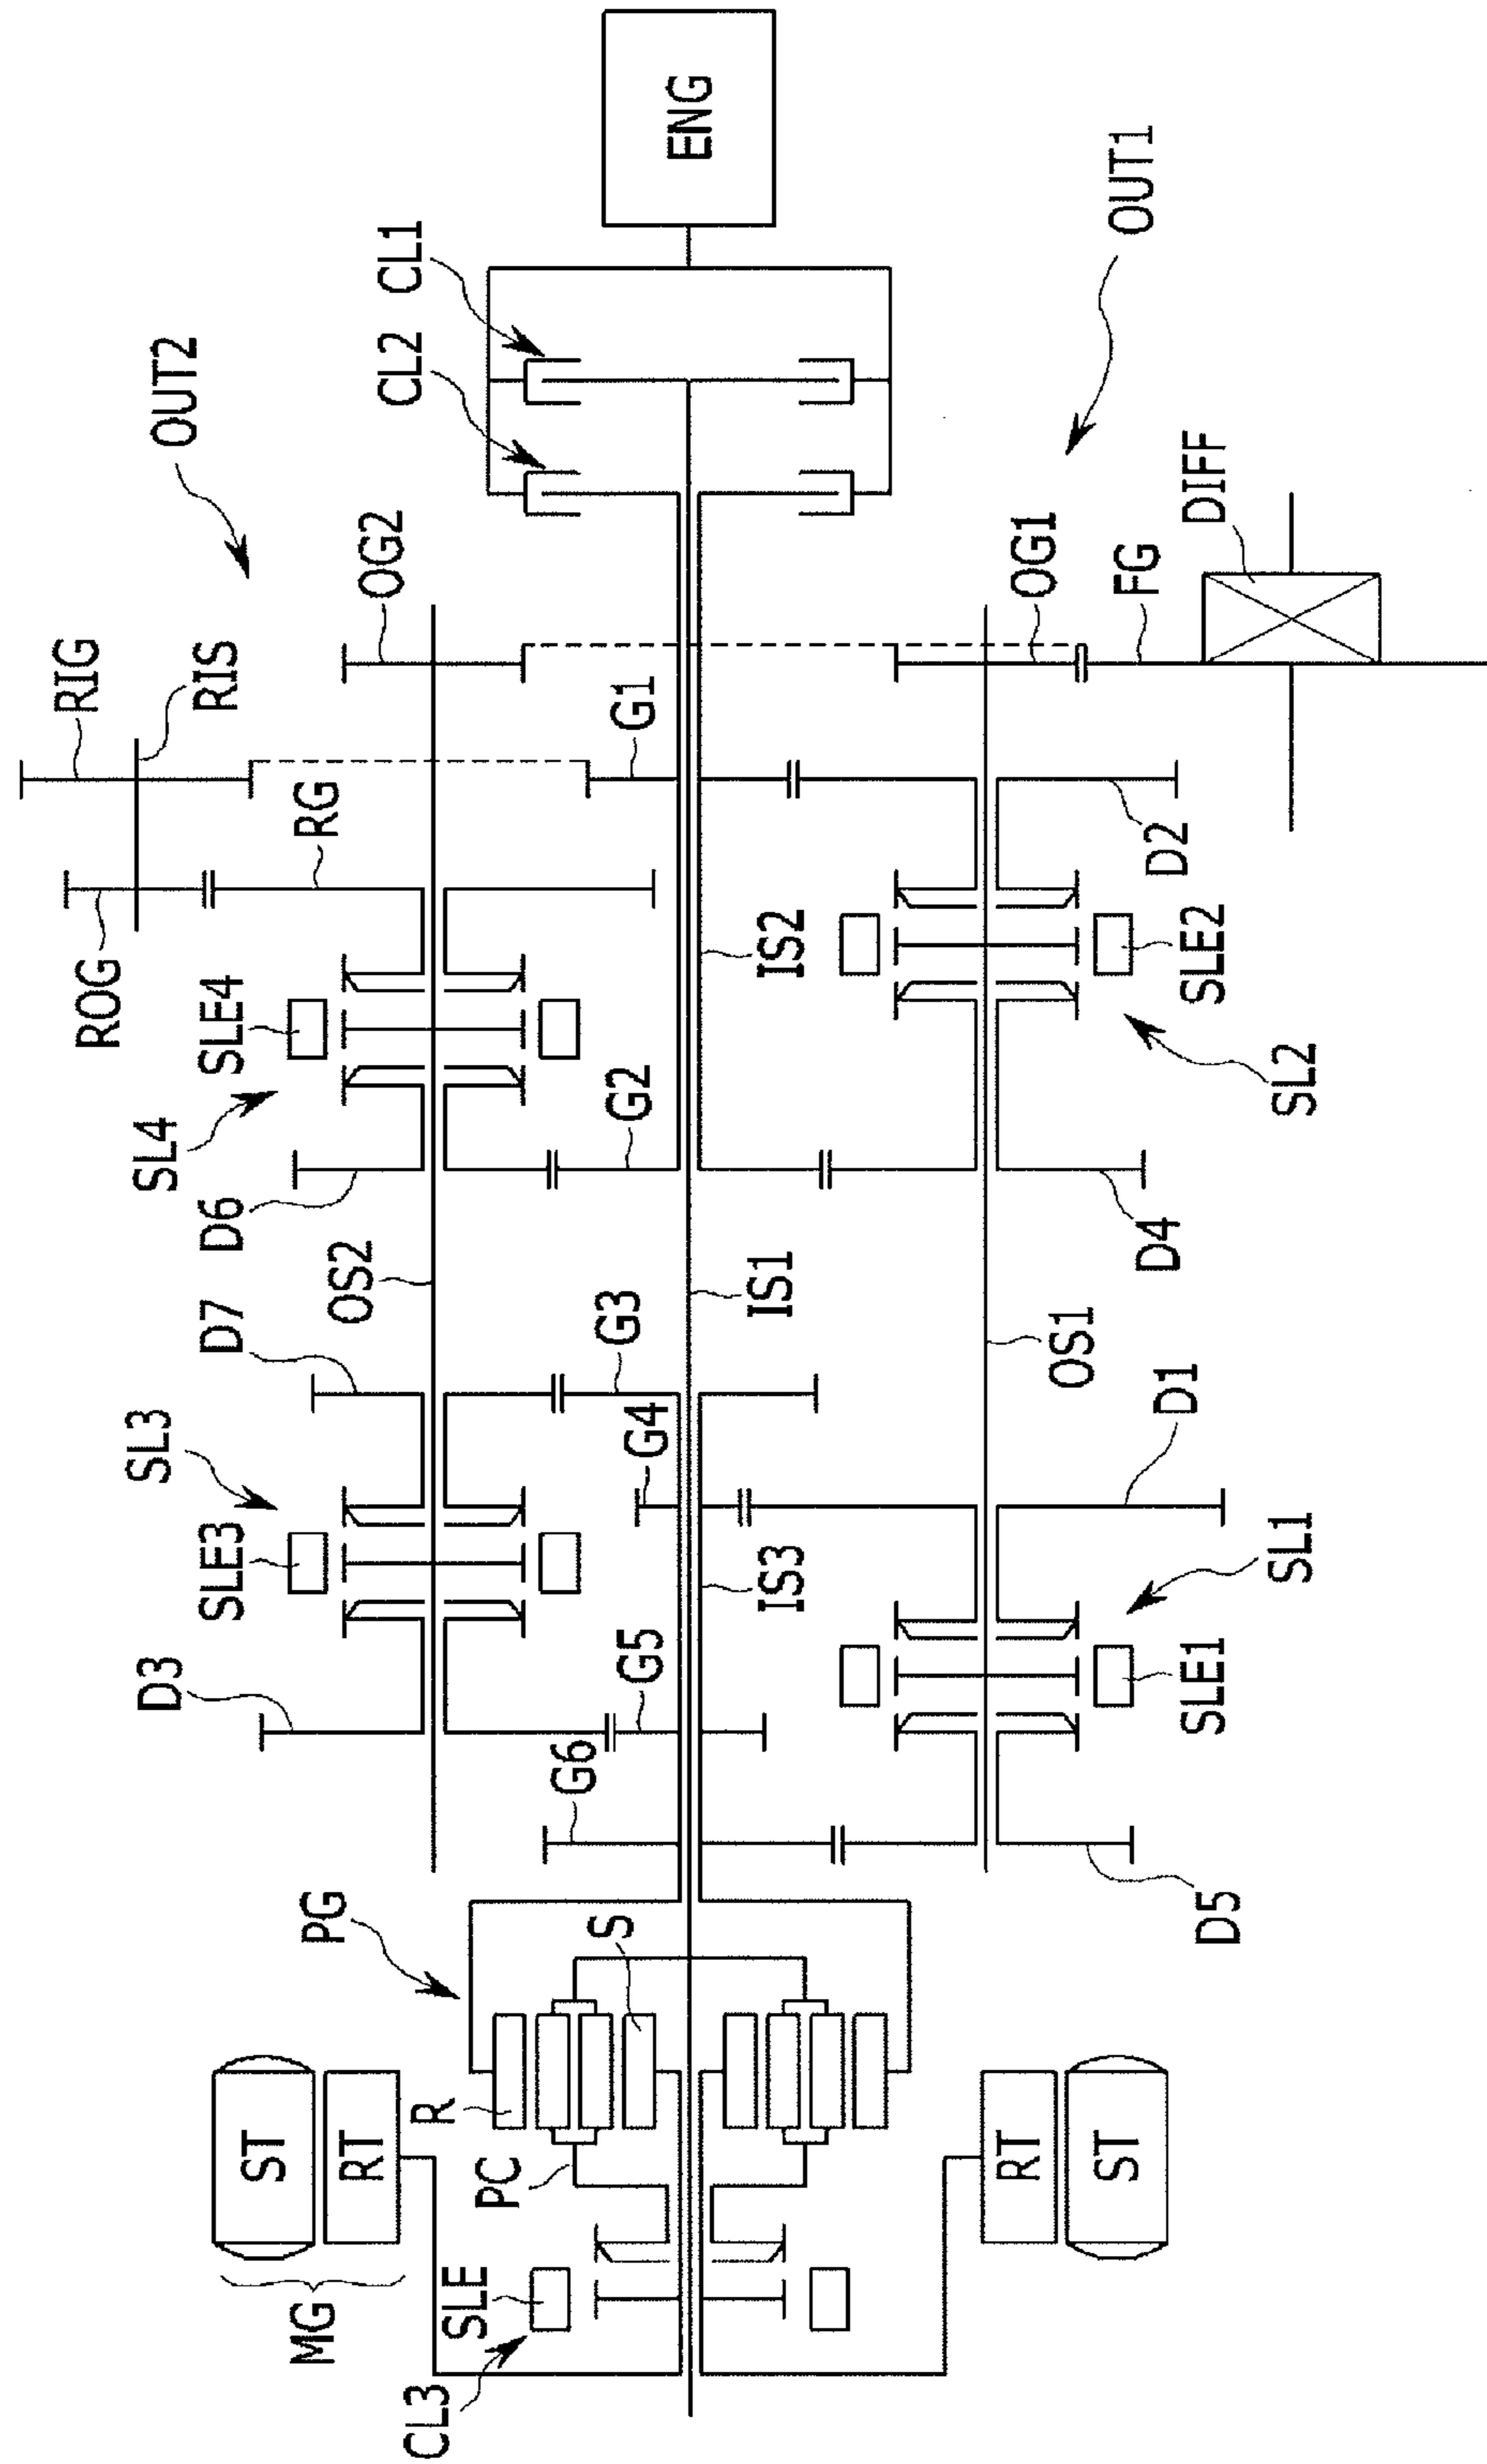 ENG
CL1
CL2
OUT1
OUT2
OG2
OG1
FG
DIFF
RIG
RIS
ROG
RG
G1
D2
SLE4
SL4
IS2
SLE2
SL2
G2
D6
D4
OS2
IS1
OS1
D7
G3
G4
D1
SL3
SLE3
IS3
SL1
SLE1
D3
G5
G6
D5
PG
S
R
PC
ST
RT
RT
ST
MG
SLE
CL3